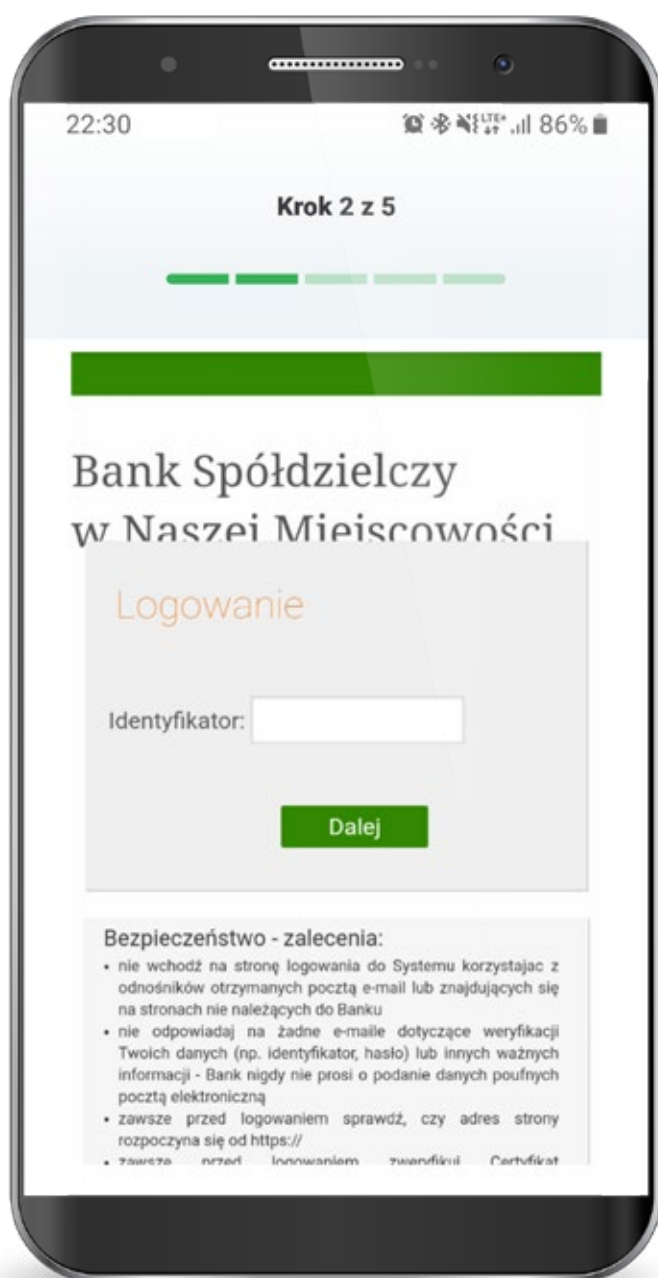 22:30 LTE+ 86%
Krok 2 z 5
Bank Spółdzielczy
w Naszej Miejscowości
Logowanie
Identyfikator:
Dalej
Bezpieczeństwo - zalecenia:
• nie wchodź na stronę logowania do Systemu korzystajac z
odnośników otrzymanych pocztą e-mail lub znajdujących się
na stronach nie należących do Banku
• nie odpowiadaj na żadne e-maile dotyczące weryfikacji
Twoich danych (np. identyfikator, hasło) lub innych ważnych
informacji - Bank nigdy nie prosi o podanie danych poufnych
pocztą elektroniczną
• zawsze przed logowaniem sprawdź, czy adres strony
rozpoczyna się od https://
• zawsze przed logowaniem zweryfikuj Certyfikat